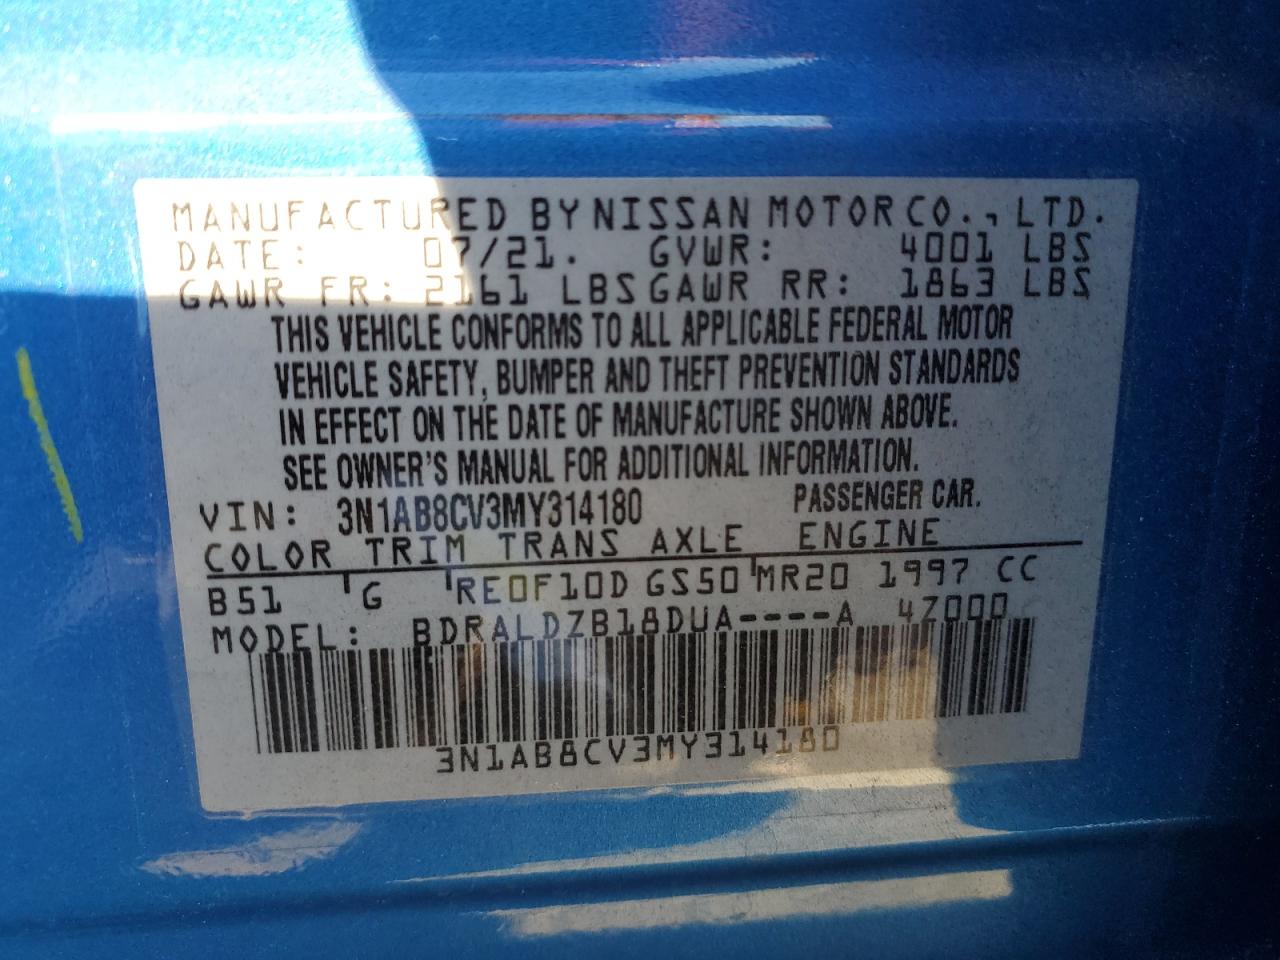 MANUFACTURED BY NISSAN MOTOR CO., LTD.
DATE: 07/21. GVWR: 4001 LBS
GAWR FR: 2161 LBS GAWR RR: 1863 LBS
THIS VEHICLE CONFORMS TO ALL APPLICABLE FEDERAL MOTOR
VEHICLE SAFETY, BUMPER AND THEFT PREVENTION STANDARDS
IN EFFECT ON THE DATE OF MANUFACTURE SHOWN ABOVE.
SEE OWNER'S MANUAL FOR ADDITIONAL INFORMATION.
VIN: 3N1AB8CV3MY314180 PASSENGER CAR.
COLOR TRIM TRANS AXLE ENGINE
B51 G RE0F10D GS50 MR20 1997 CC
MODEL: BDRALDZB18DUA----A 4Z000
3N1AB8CV3MY314180